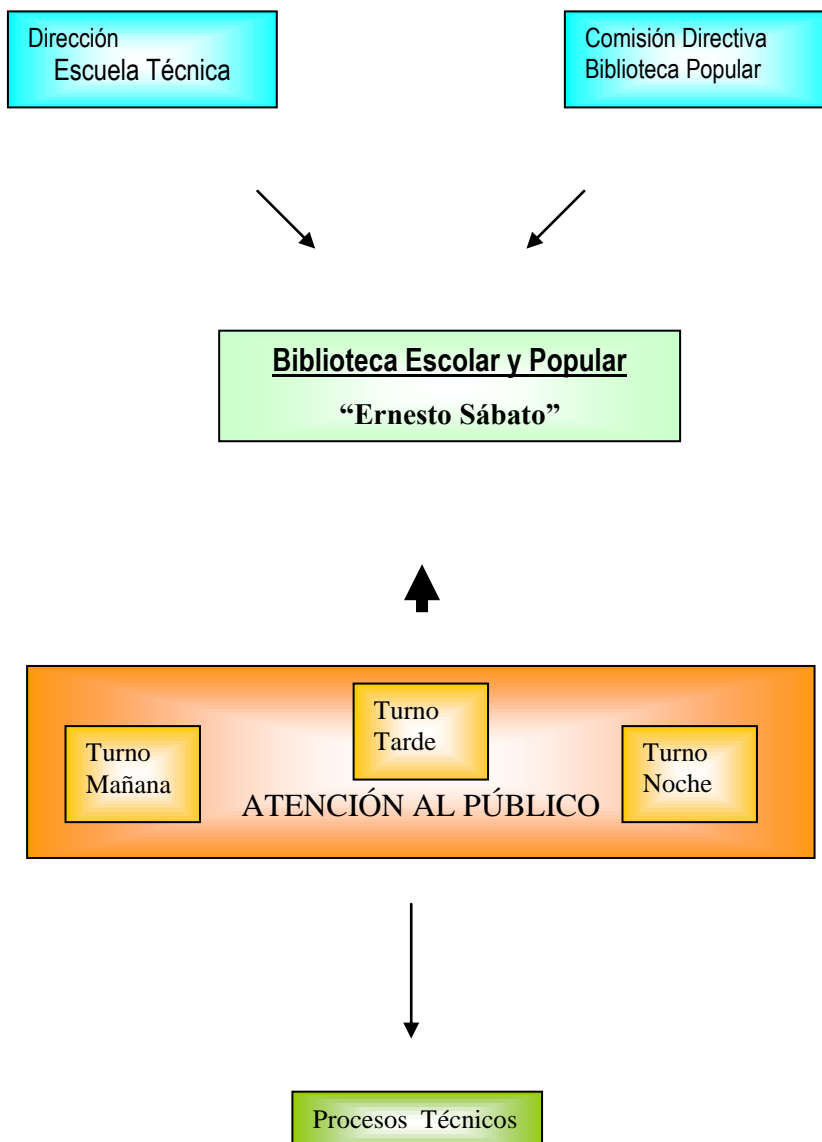 Dirección
Escuela Técnica
Comisión Directiva
Biblioteca Popular
Biblioteca Escolar y Popular
“Ernesto Sábato”
Turno
Mañana
Turno
Tarde
Turno
Noche
ATENCIÓN AL PÚBLICO
Procesos Técnicos